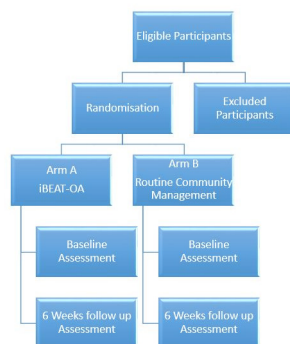 Eligible Participants
Randomisation
Excluded
Participants
Arm A
iBEAT-OA
Arm B
Routine Community
Management
Baseline
Assessment
Baseline
Assessment
6 Weeks follow up
Assessment
6 Weeks follow up
Assessment